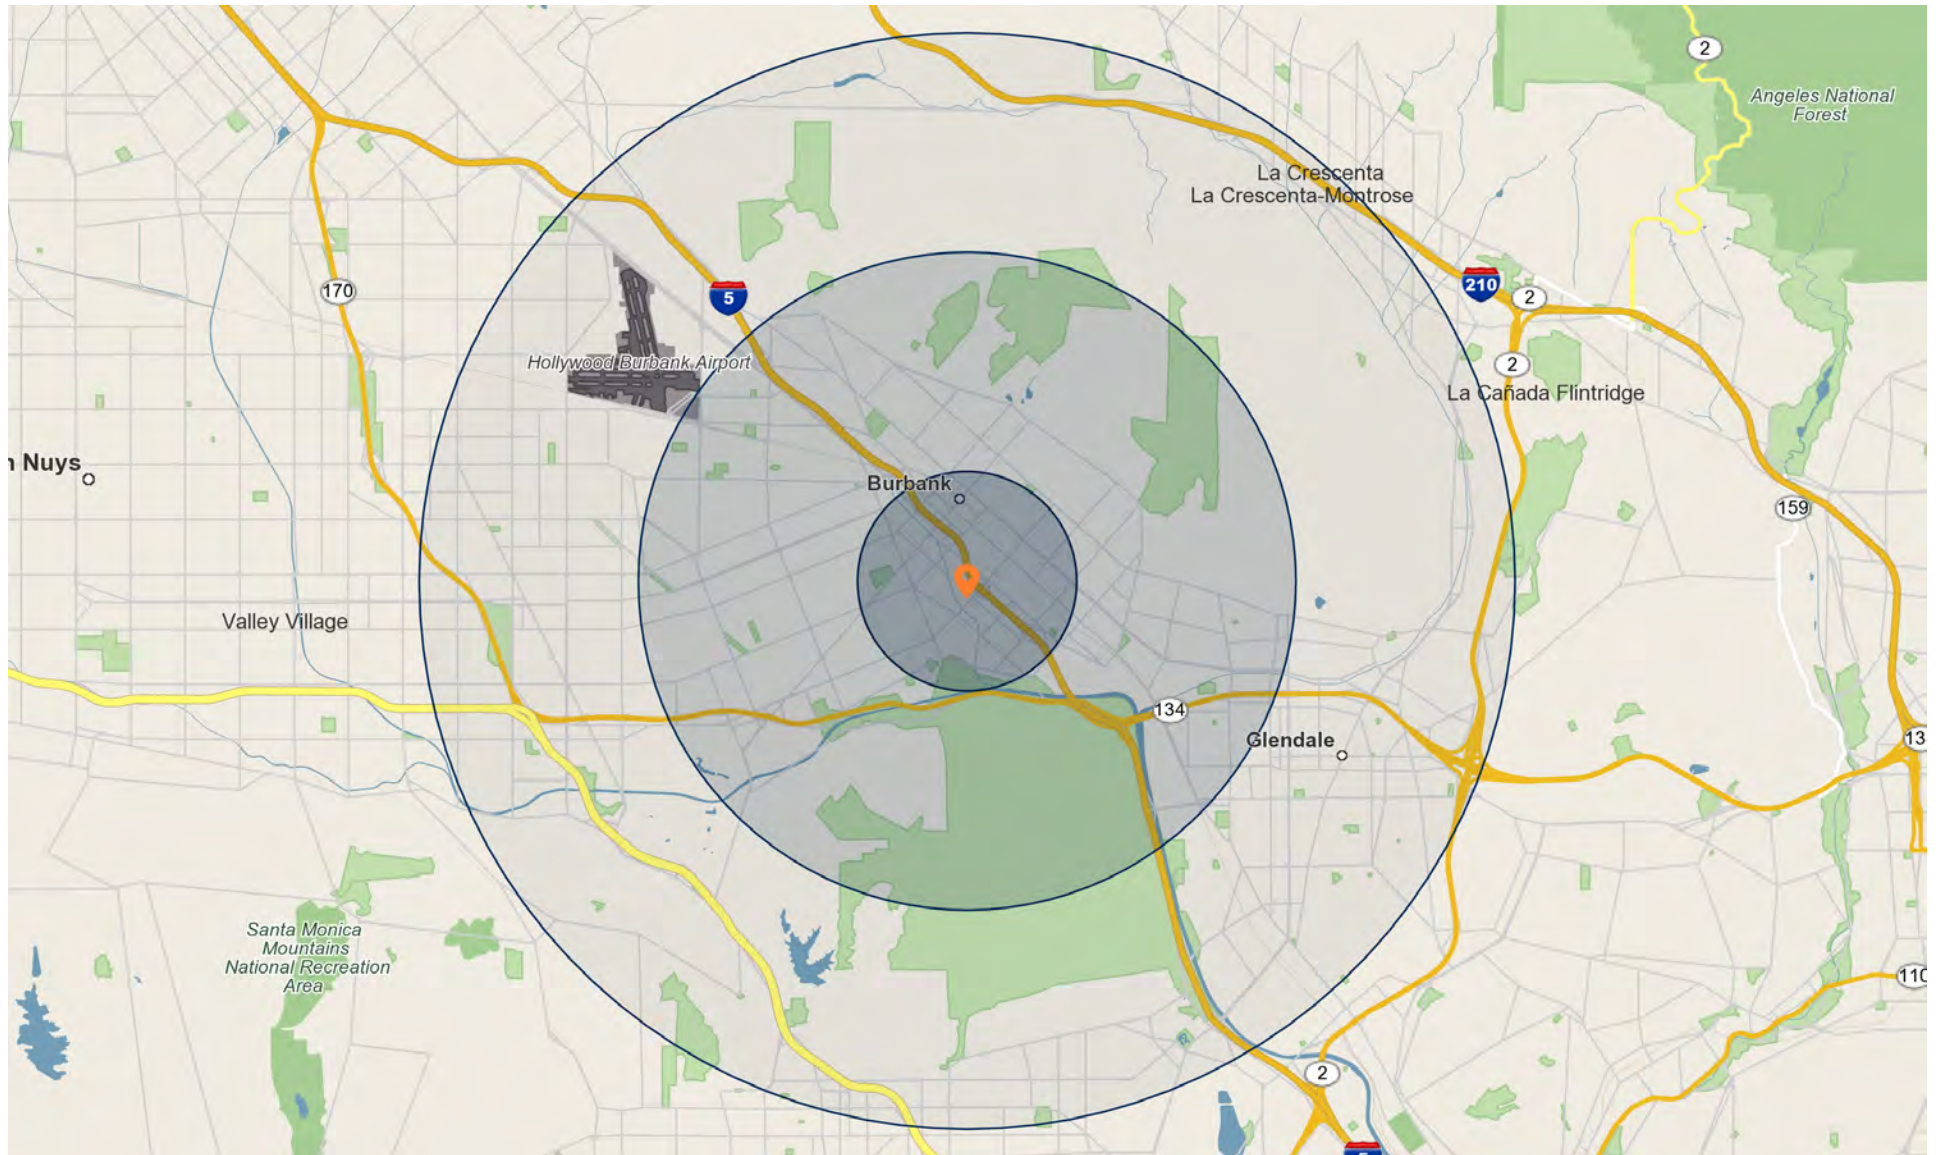 2
Angeles National
Forest
La Crescenta
La Crescenta-Montrose
170
5
210
2
Hollywood Burbank Airport
2
La Cañada Flintridge
n Nuys
Burbank
159
Valley Village
134
Glendale
13
Santa Monica
Mountains
National Recreation
Area
110
2
5